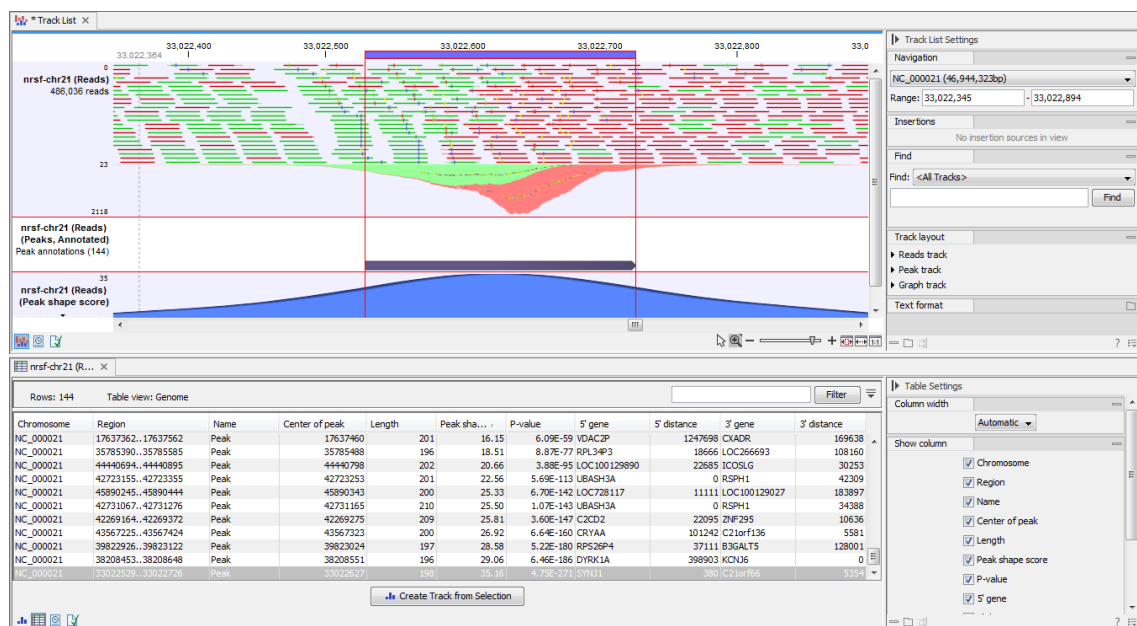 * Track List
33,022,364
33,022,400
33,022,500
33,022,600
33,022,700
33,022,800
33,0
0
nrsf-chr21 (Reads)
486,036 reads
23
2118
nrsf-chr21 (Reads)
(Peaks, Annotated)
Peak annotations (144)
35
nrsf-chr21 (Reads)
(Peak shape score)
Track List Settings
Navigation
NC_000021 (46,944,323bp)
Range: 33,022,345 - 33,022,894
Insertions
No insertion sources in view
Find
Find: <All Tracks>
Find
Track layout
Reads track
Peak track
Graph track
Text format
nrsf-chr21 (R...
Rows: 144 Table view: Genome Filter
Chromosome Region Name Center of peak Length Peak sha... P-value 5' gene 5' distance 3' gene 3' distance
NC_000021 17637362..17637562 Peak 17637460 201 16.15 6.09E-59 VDAC2P 1247698 CXADR 169638
NC_000021 35785390..35785585 Peak 35785488 196 18.51 8.87E-77 RPL34P3 18666 LOC266693 108160
NC_000021 44440694..44440895 Peak 44440798 202 20.66 3.88E-95 LOC100129890 22685 ICOSLG 30253
NC_000021 42723155..42723355 Peak 42723253 201 22.56 5.69E-113 UBASH3A 0 RSPH1 42309
NC_000021 45890245..45890444 Peak 45890343 200 25.33 6.70E-142 LOC728117 11111 LOC100129027 183897
NC_000021 42731067..42731276 Peak 42731165 210 25.50 1.07E-143 UBASH3A 0 RSPH1 34388
NC_000021 42269164..42269372 Peak 42269275 209 25.81 3.60E-147 C2CD2 22095 ZNF295 10636
NC_000021 43567225..43567424 Peak 43567323 200 26.92 6.64E-160 CRYAA 101242 C21orf136 5581
NC_000021 39822926..39823122 Peak 39823024 197 28.58 5.22E-180 RPS26P4 37111 B3GALT5 128001
NC_000021 38208453..38208648 Peak 38208551 196 29.06 6.46E-186 DYRK1A 398903 KCNJ6 0
NC_000021 33022529..33022726 Peak 33022627 198 35.16 4.75E-271 SYNJ1 380 C21orf66 5354
Create Track from Selection
Table Settings
Column width
Automatic
Show column
Chromosome
Region
Name
Center of peak
Length
Peak shape score
P-value
5' gene